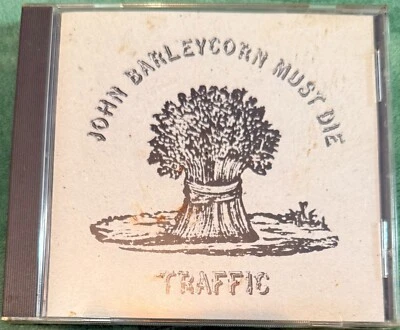 JOHN BARLEYCORN MUST DIE
TRAFFIC